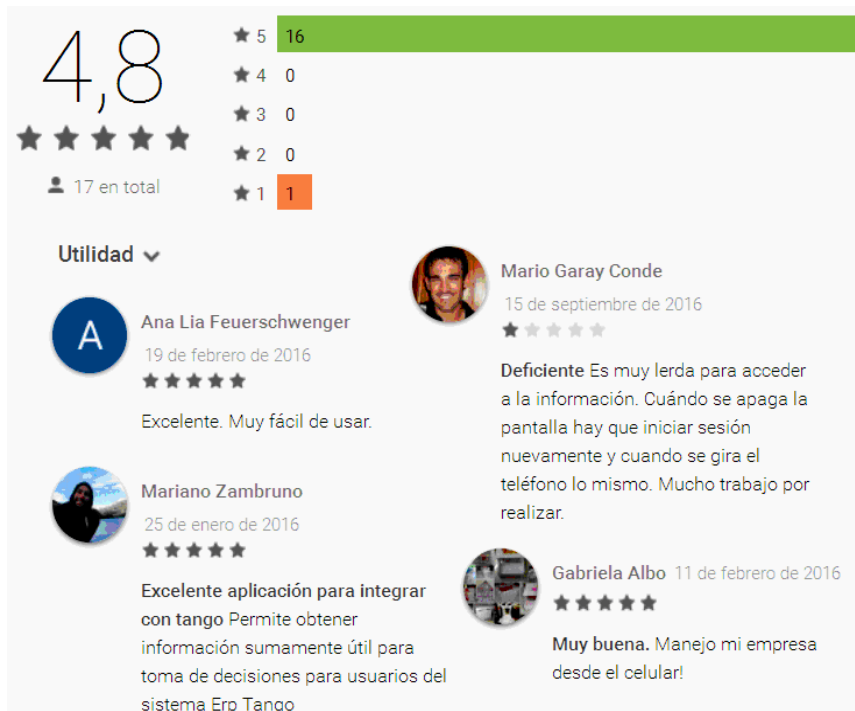 4,8
17 en total
5 16
4 0
3 0
2 0
1 1
Utilidad
A
Ana Lia Feuerschwenger
19 de febrero de 2016
Excelente. Muy fácil de usar.
Mariano Zambruno
25 de enero de 2016
Excelente aplicación para integrar
con tango Permite obtener
información sumamente útil para
toma de decisiones para usuarios del
sistema Erp Tango
Mario Garay Conde
15 de septiembre de 2016
Deficiente Es muy lerda para acceder
a la información. Cuándo se apaga la
pantalla hay que iniciar sesión
nuevamente y cuando se gira el
teléfono lo mismo. Mucho trabajo por
realizar.
Gabriela Albo 11 de febrero de 2016
Muy buena. Manejo mi empresa
desde el celular!